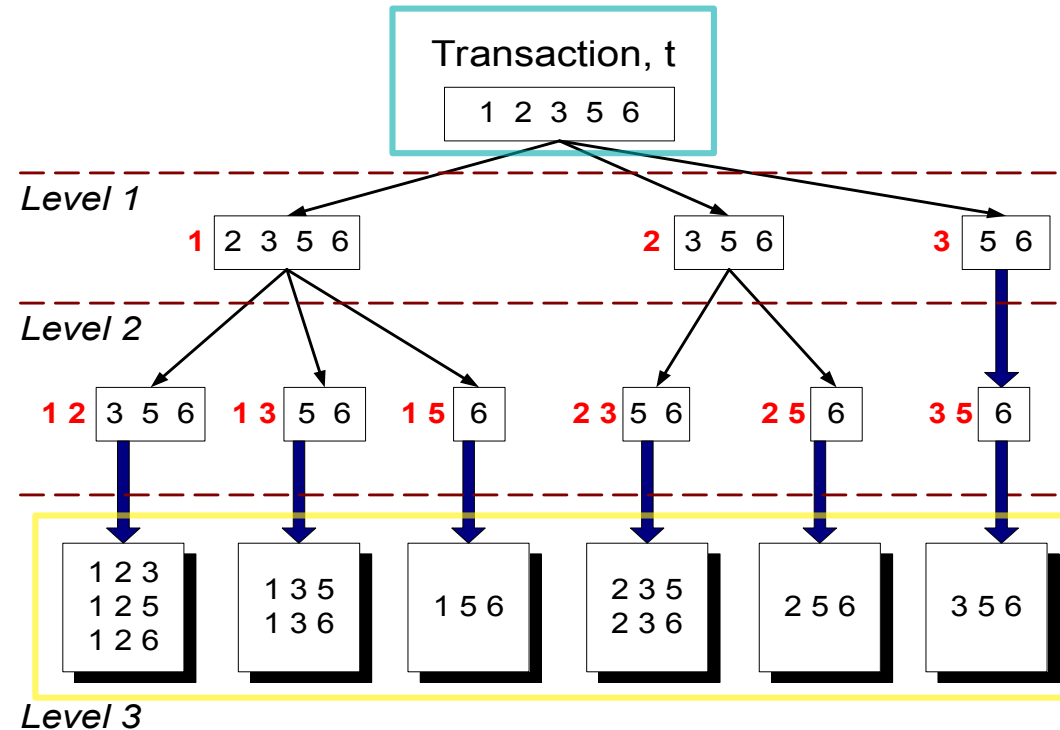 Transaction, t
1 2 3 5 6
Level 1
1 2 3 5 6
2 3 5 6
3 5 6
Level 2
1 2 3 5 6
1 3 5 6
1 5 6
2 3 5 6
2 5 6
3 5 6
1 2 3
1 2 5
1 2 6
1 3 5
1 3 6
1 5 6
2 3 5
2 3 6
2 5 6
3 5 6
Level 3